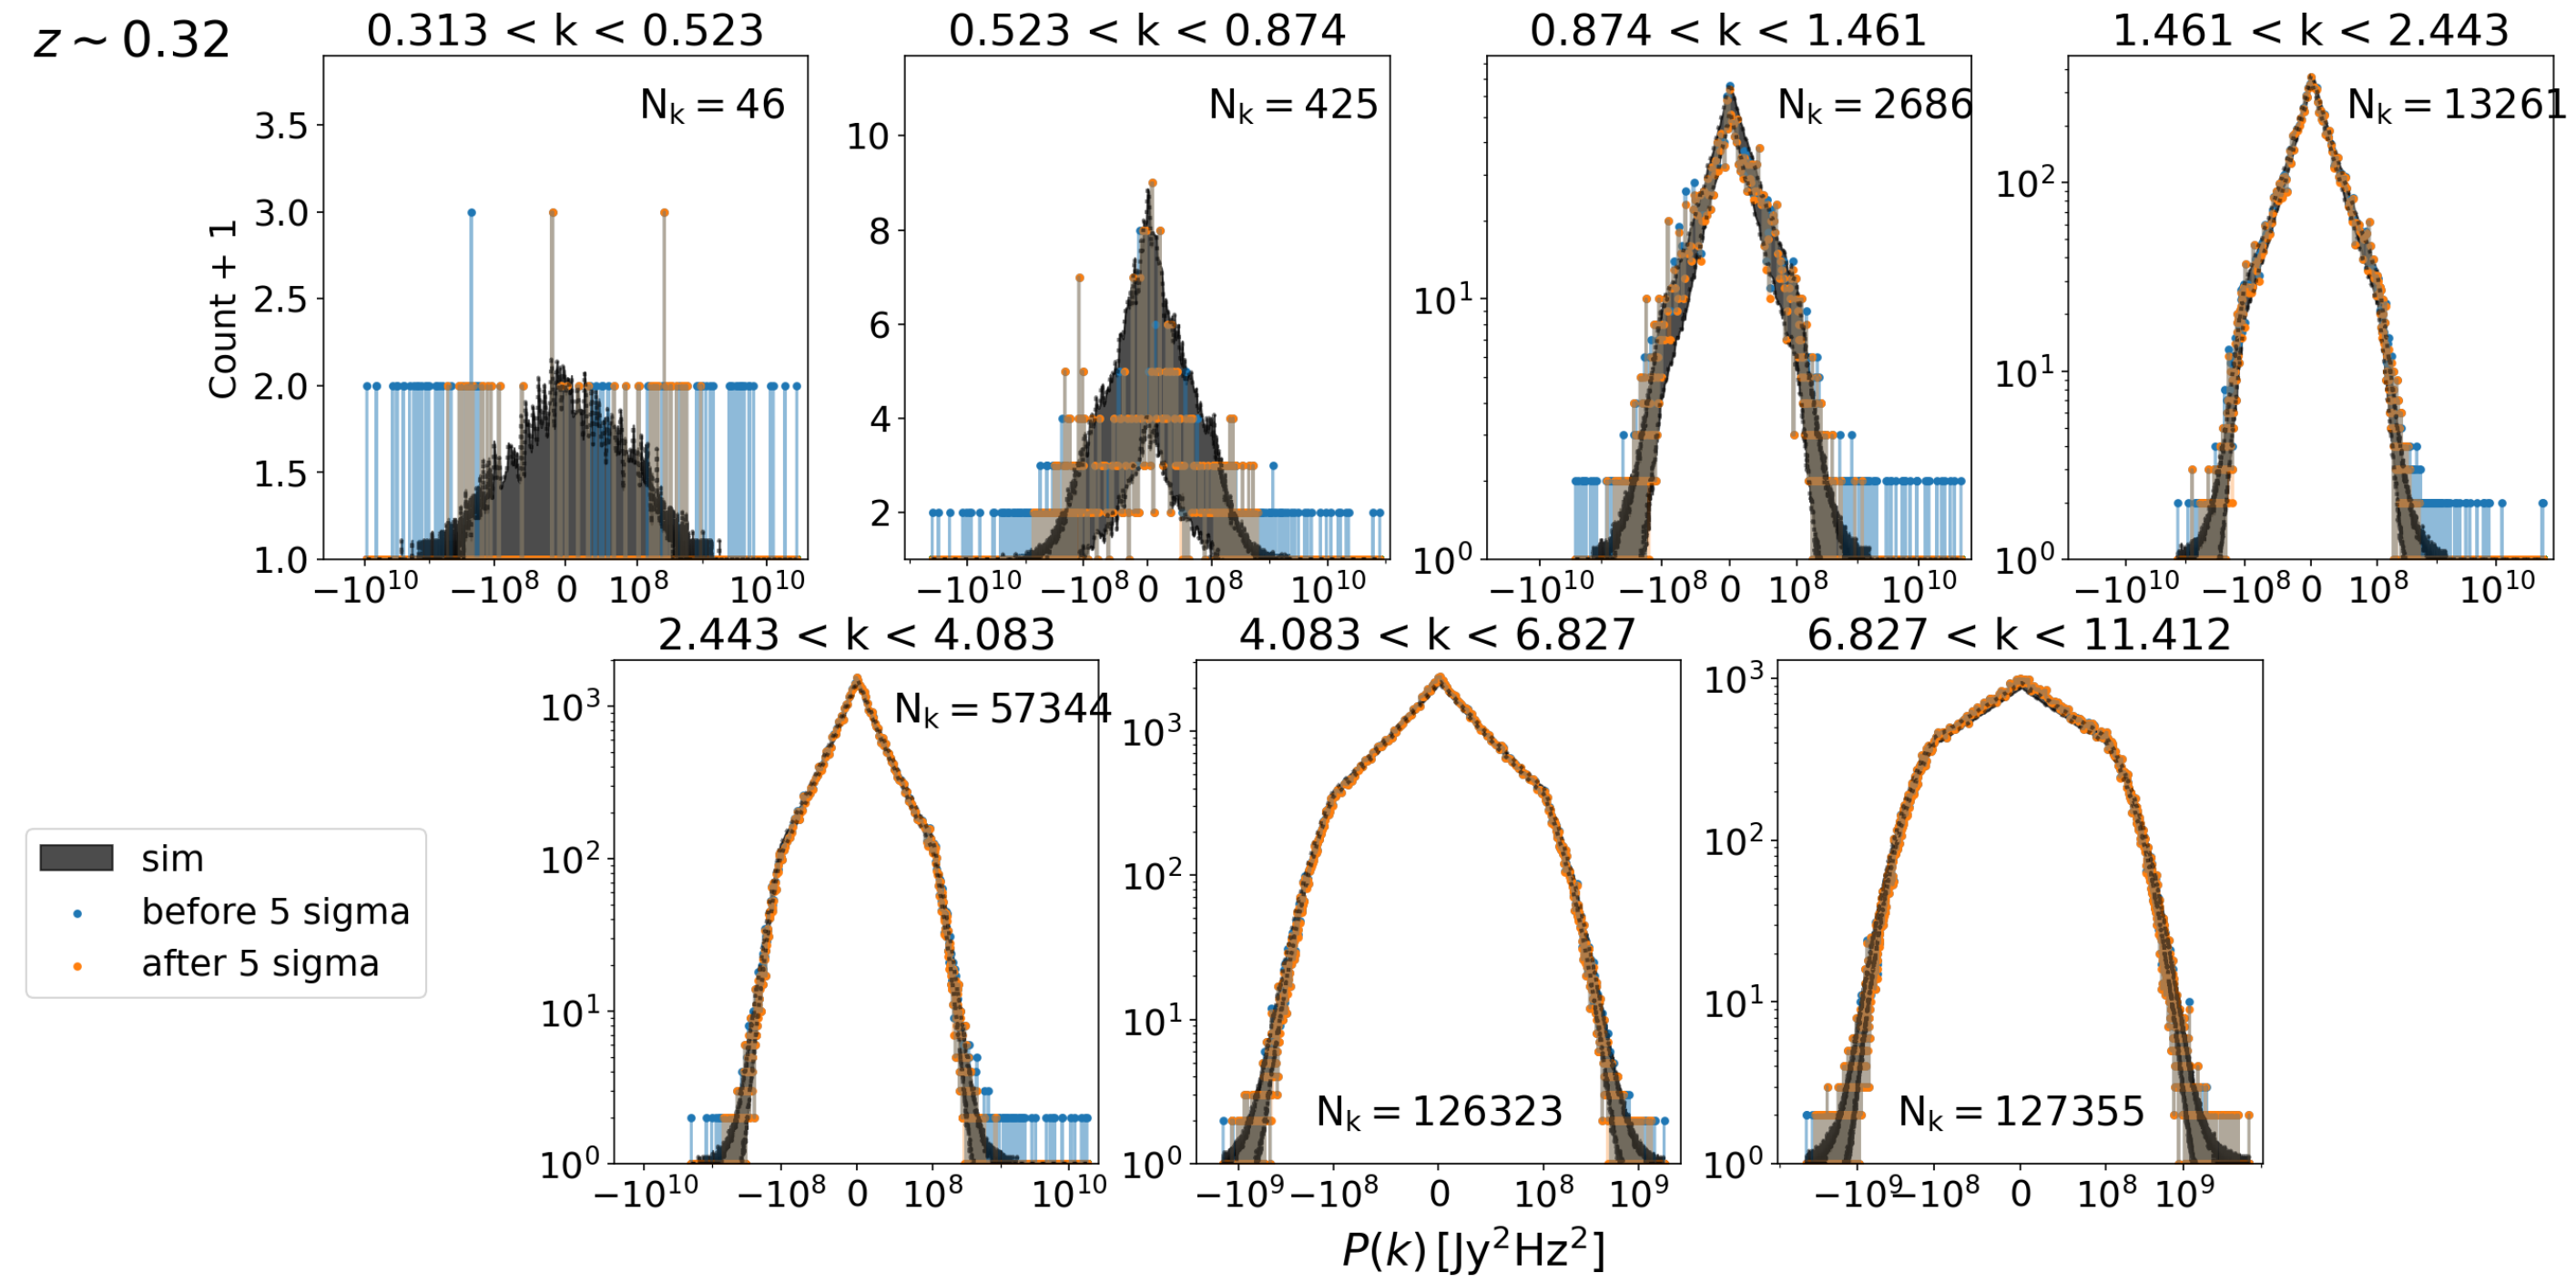 z ~ 0.32
0.313 < k < 0.523
0.523 < k < 0.874
0.874 < k < 1.461
1.461 < k < 2.443
N_k = 46
N_k = 425
N_k = 2686
N_k = 13261
Count + 1
3.5
3.0
2.5
2.0
1.5
1.0
10
8
6
4
2
10^1
10^0
10^2
10^1
10^0
−10^10 −10^8 0 10^8 10^10
−10^10 −10^8 0 10^8 10^10
−10^10 −10^8 0 10^8 10^10
−10^10 −10^8 0 10^8 10^10
2.443 < k < 4.083
4.083 < k < 6.827
6.827 < k < 11.412
N_k = 57344
N_k = 126323
N_k = 127355
10^3
10^2
10^1
10^0
10^3
10^2
10^1
10^0
10^3
10^2
10^1
10^0
−10^10 −10^8 0 10^8 10^10
−10^9 −10^8 0 10^8 10^9
−10^9 −10^8 0 10^8 10^9
P(k) [Jy²Hz²]
sim
before 5 sigma
after 5 sigma